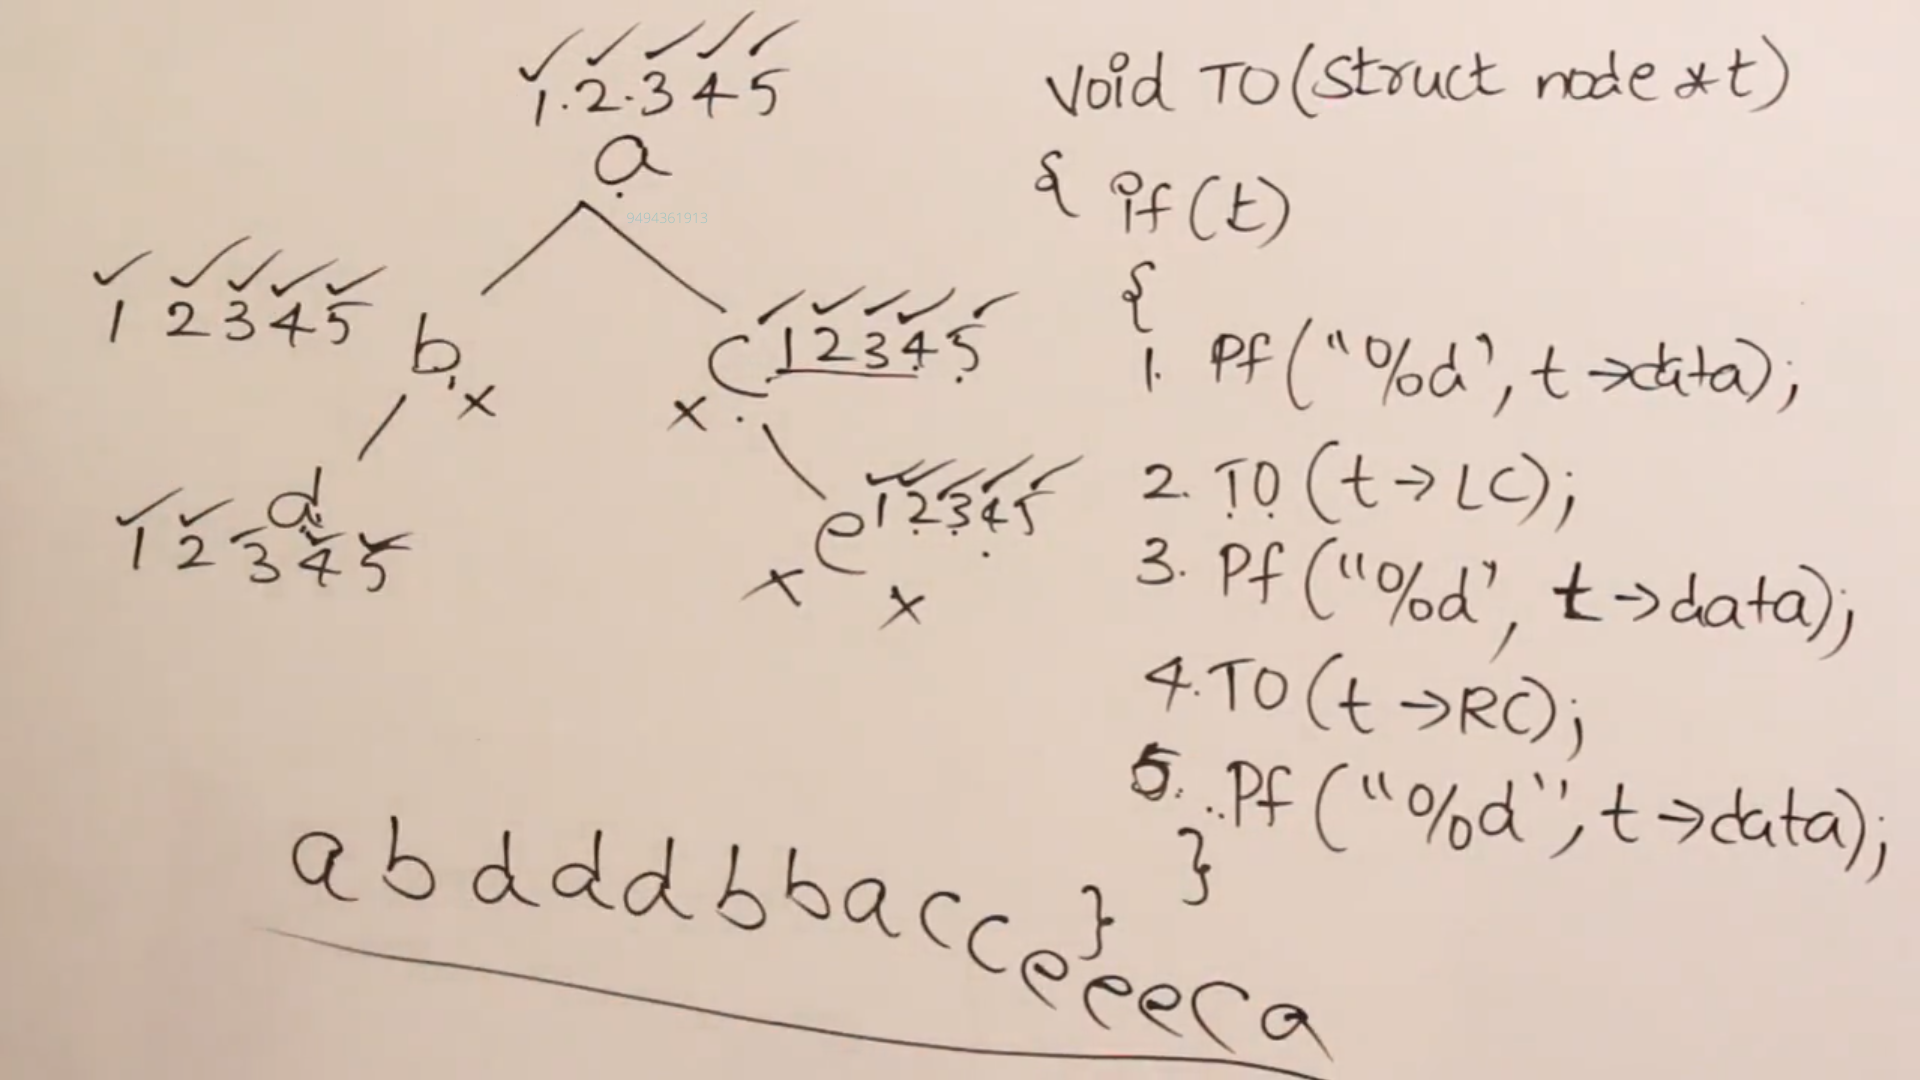 1.2.3 4 5
a
9494361913
1 2 3 4 5 b x
x c 1 2 3 4 5
d
1 2 3 4 5
x e 1 2 3 4 5
x
void TO(struct node *t)
{ if(t)
{
1. Pf("%d", t->data);
2. TO(t->LC);
3. Pf("%d", t->data);
4. TO(t->RC);
5. Pf("%d", t->data);
}
}
a b d d d b b a c c e e e c a